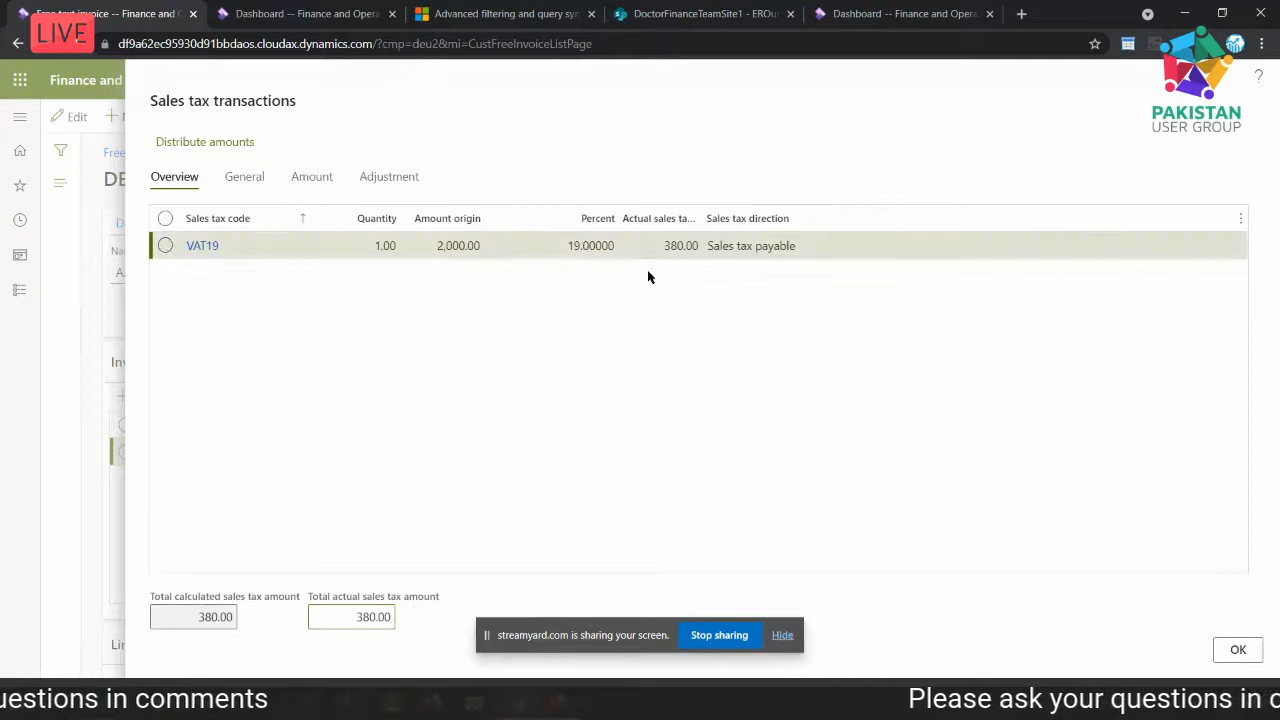 Free text invoice -- Finance and
Dashboard -- Finance and Opera
Advanced filtering and query syn
DoctorFinanceTeamSite1 - ERO
Dashboard -- Finance and Opera
LIVE
df9a62ec95930d91bbdaos.cloudax.dynamics.com/?cmp=deu2&mi=CustFreeInvoiceListPage
PAKISTAN
USER GROUP
Finance and
?
Edit
Free
DE
Sales tax transactions
Distribute amounts
Overview General Amount Adjustment
Sales tax code Quantity Amount origin Percent Actual sales ta... Sales tax direction
VAT19 1.00 2,000.00 19.00000 380.00 Sales tax payable
Total calculated sales tax amount Total actual sales tax amount
380.00 380.00
streamyard.com is sharing your screen. Stop sharing Hide
OK
uestions in comments Please ask your questions in c